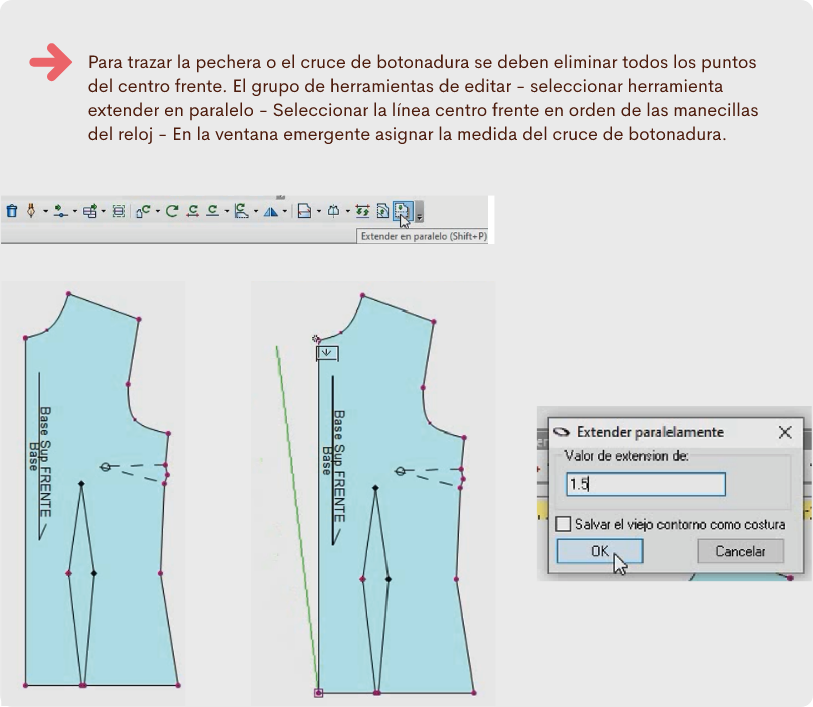 Para trazar la pechera o el cruce de botonadura se deben eliminar todos los puntos
del centro frente. El grupo de herramientas de editar - seleccionar herramienta
extender en paralelo - Seleccionar la línea centro frente en orden de las manecillas
del reloj - En la ventana emergente asignar la medida del cruce de botonadura.
Extender en paralelo (Shift+P)
Base Sup FRENTE
Base
Base Sup FRENTE
Base
Extender paralelamente
Valor de extension de:
1.5
Salvar el viejo contorno como costura
OK
Cancelar